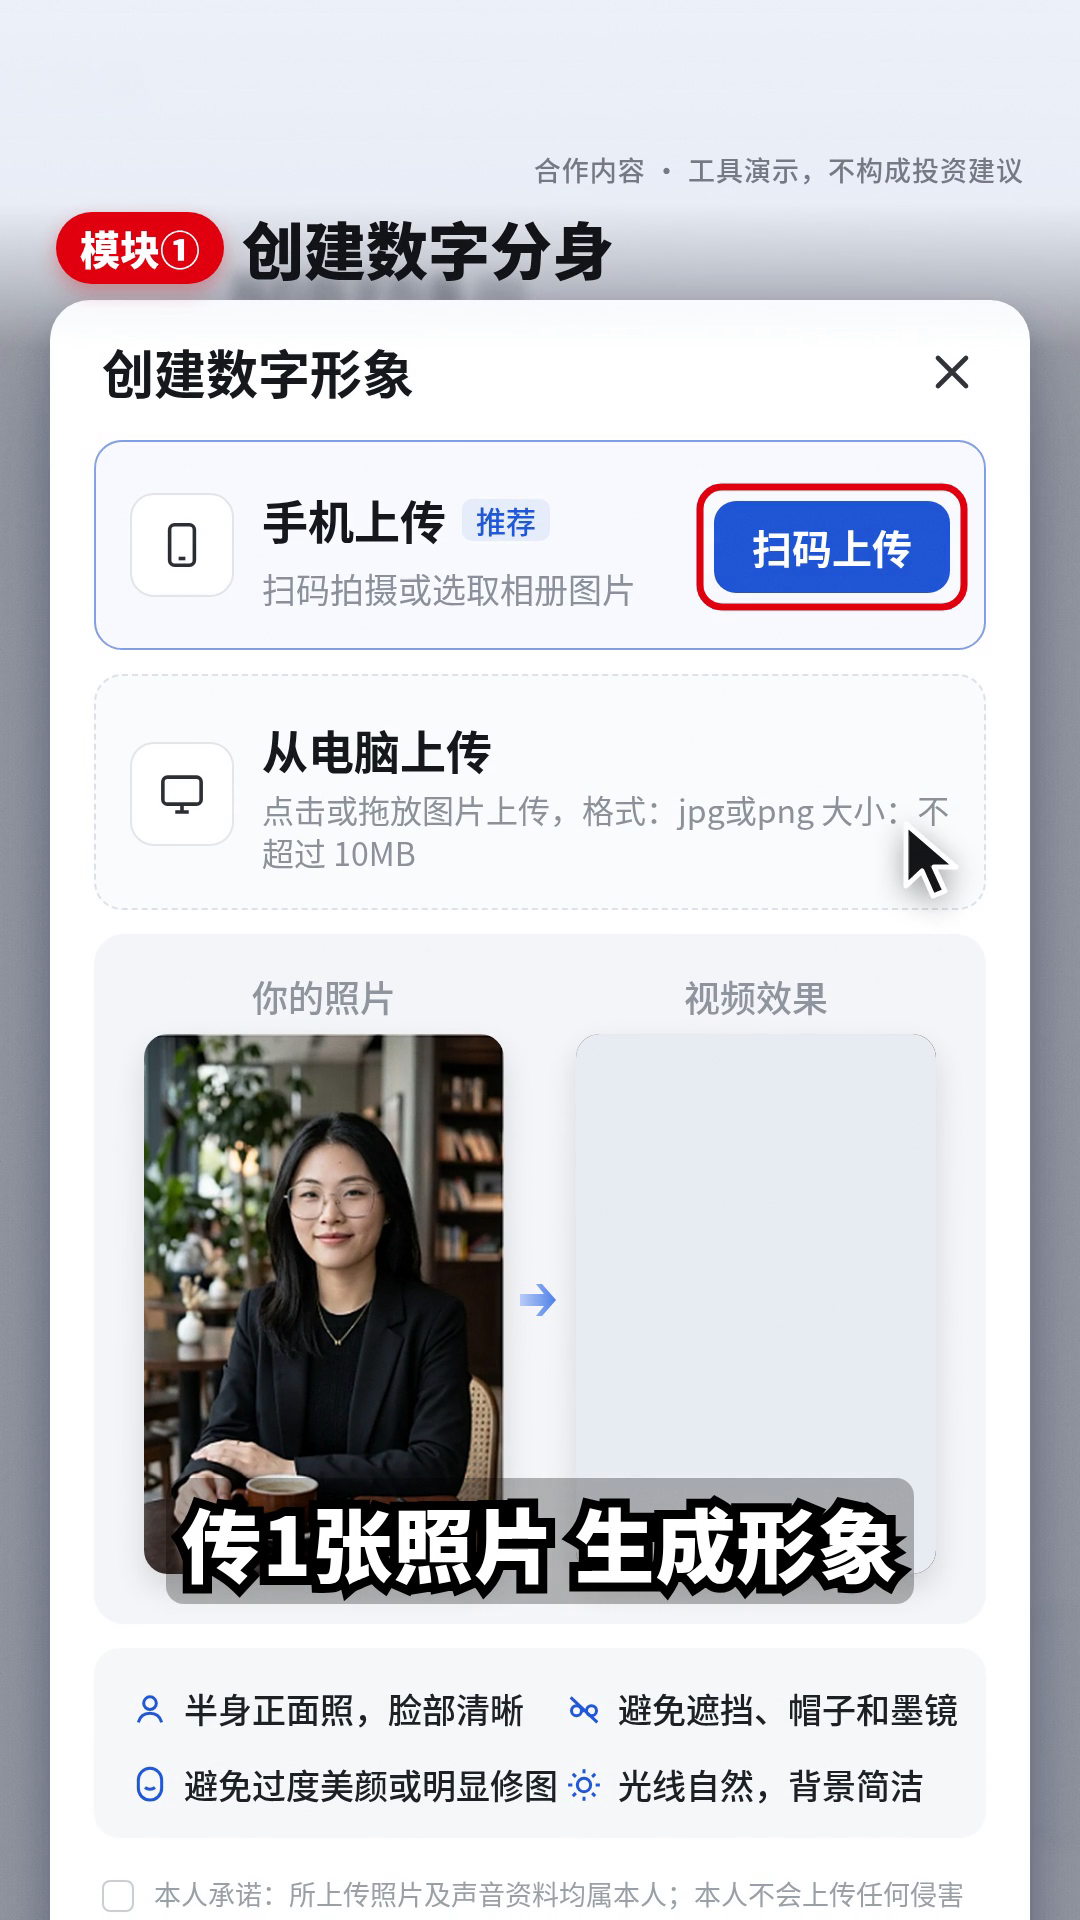 合作内容 · 工具演示，不构成投资建议
模块① 创建数字分身
创建数字形象
手机上传 推荐
扫码拍摄或选取相册图片
扫码上传
从电脑上传
点击或拖放图片上传，格式：jpg或png 大小：不
超过 10MB
你的照片 视频效果
传1张照片 生成形象
半身正面照，脸部清晰 避免遮挡、帽子和墨镜
避免过度美颜或明显修图 光线自然，背景简洁
本人承诺：所上传照片及声音资料均属本人；本人不会上传任何侵害